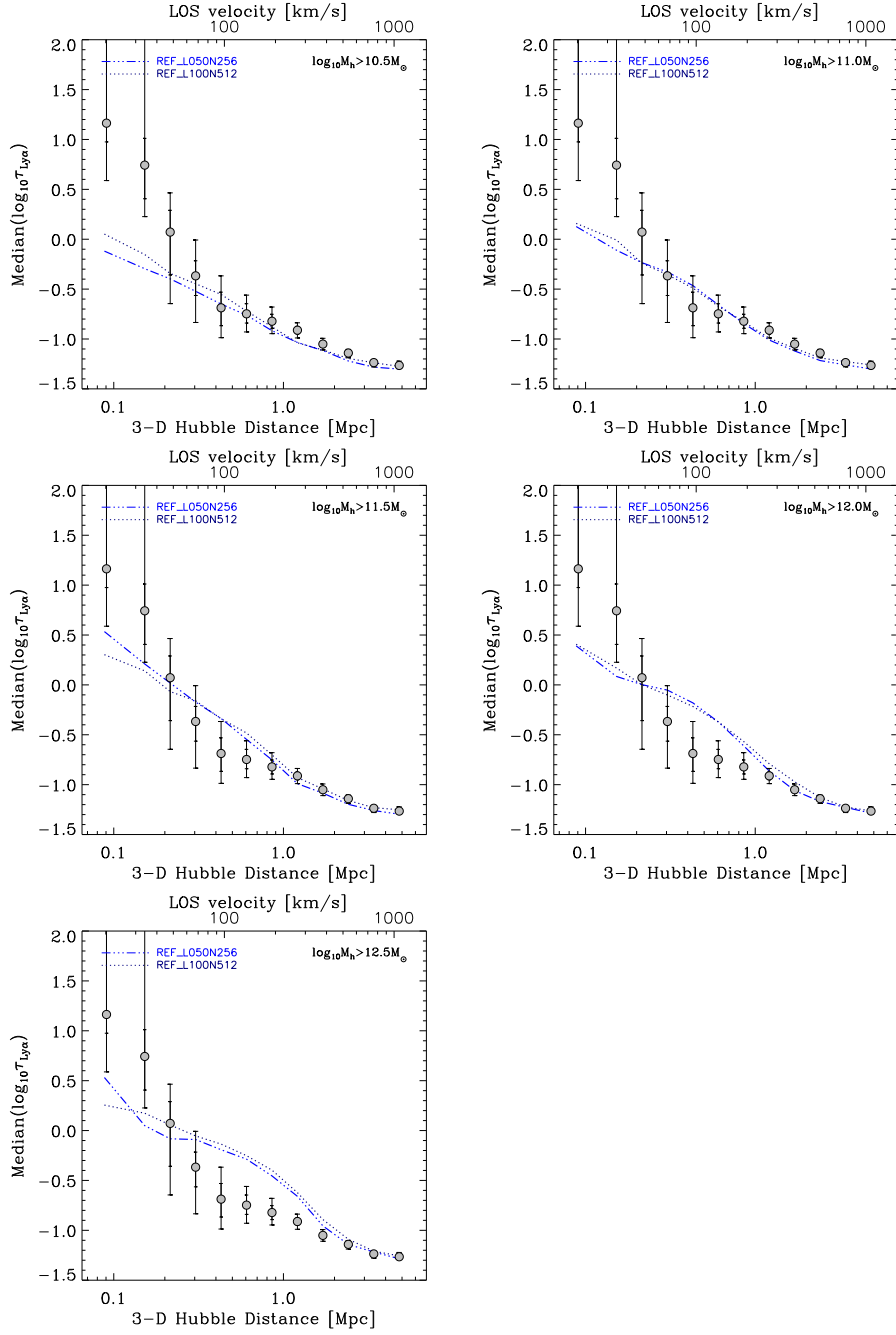 LOS velocity [km/s]
100 1000
REF_L050N256
REF_L100N512
log₁₀Mₕ>10.5M☉
2.0
1.5
1.0
0.5
0.0
−0.5
−1.0
−1.5
Median(log₁₀τLyα)
0.1 1.0
3-D Hubble Distance [Mpc]
LOS velocity [km/s]
100 1000
REF_L050N256
REF_L100N512
log₁₀Mₕ>11.0M☉
2.0
1.5
1.0
0.5
0.0
−0.5
−1.0
−1.5
Median(log₁₀τLyα)
0.1 1.0
3-D Hubble Distance [Mpc]
LOS velocity [km/s]
100 1000
REF_L050N256
REF_L100N512
log₁₀Mₕ>11.5M☉
2.0
1.5
1.0
0.5
0.0
−0.5
−1.0
−1.5
Median(log₁₀τLyα)
0.1 1.0
3-D Hubble Distance [Mpc]
LOS velocity [km/s]
100 1000
REF_L050N256
REF_L100N512
log₁₀Mₕ>12.0M☉
2.0
1.5
1.0
0.5
0.0
−0.5
−1.0
−1.5
Median(log₁₀τLyα)
0.1 1.0
3-D Hubble Distance [Mpc]
LOS velocity [km/s]
100 1000
REF_L050N256
REF_L100N512
log₁₀Mₕ>12.5M☉
2.0
1.5
1.0
0.5
0.0
−0.5
−1.0
−1.5
Median(log₁₀τLyα)
0.1 1.0
3-D Hubble Distance [Mpc]